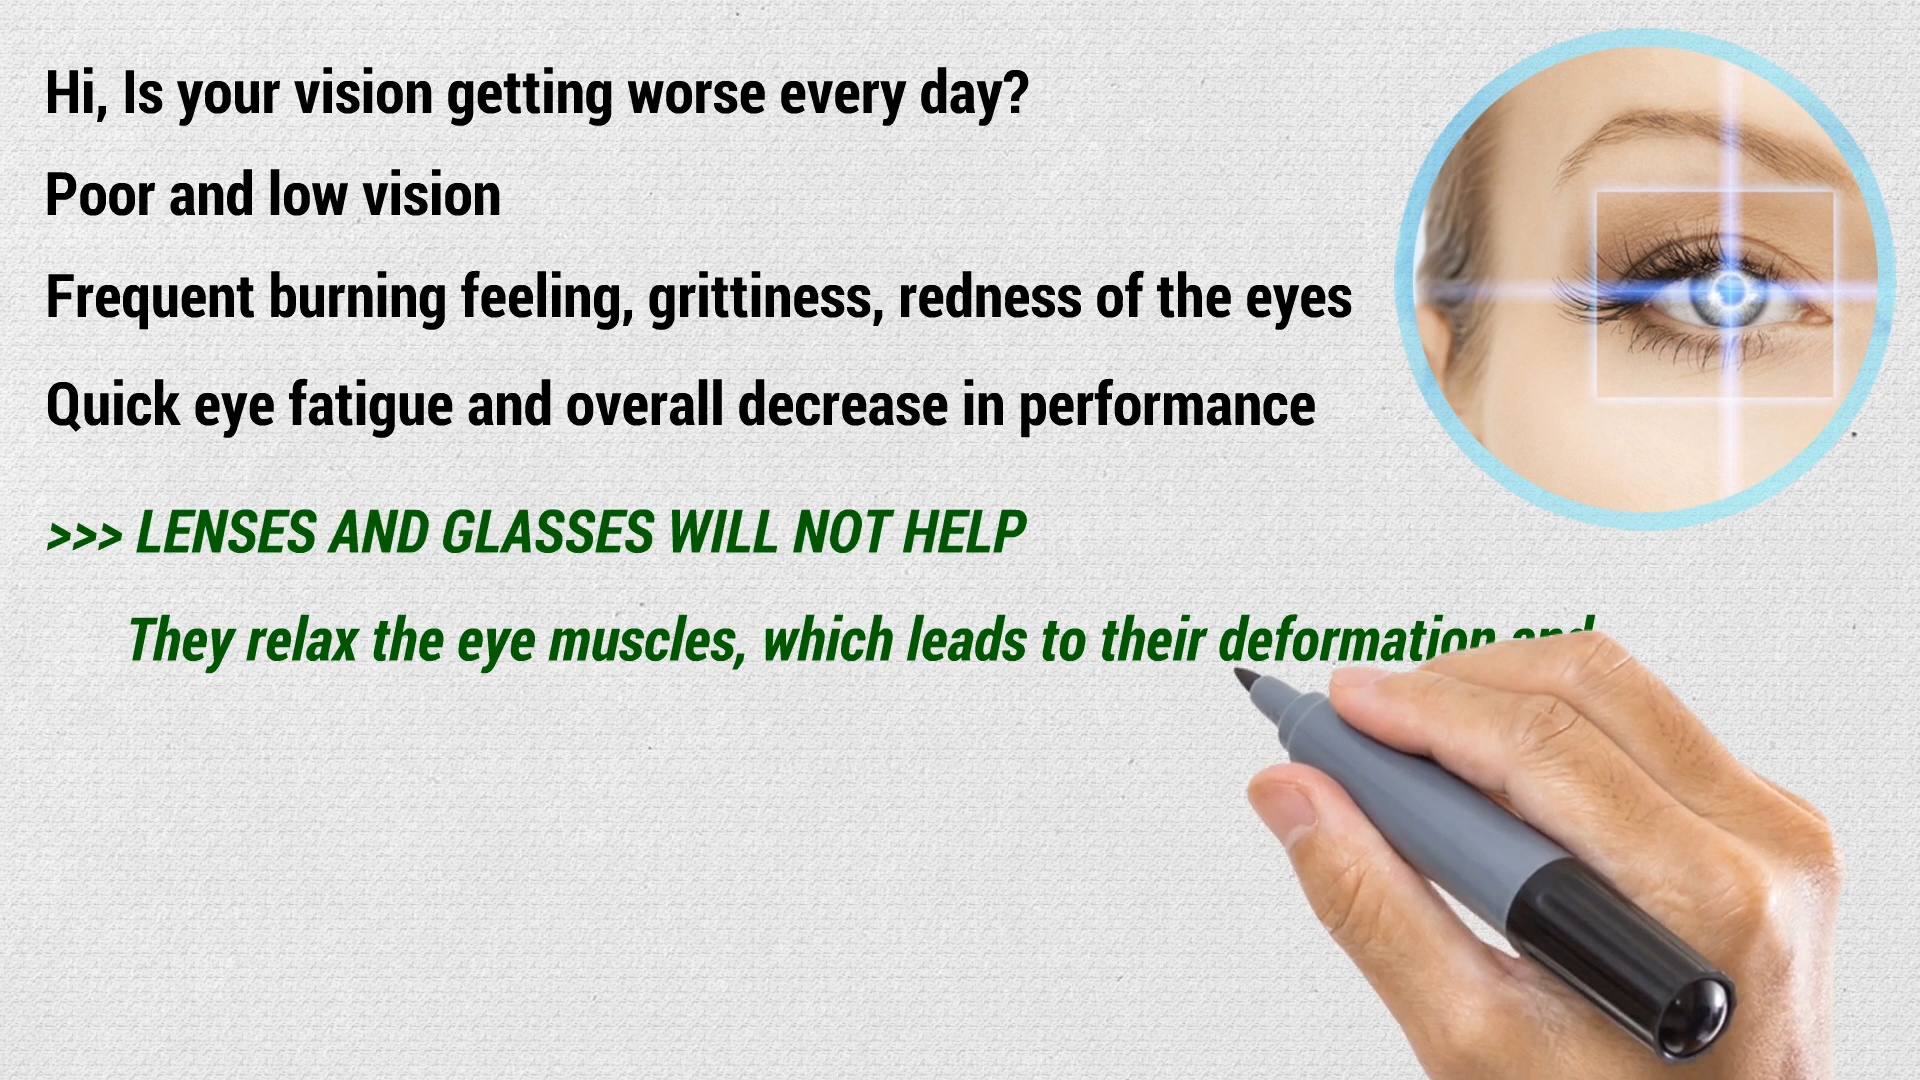 Hi, Is your vision getting worse every day?
Poor and low vision
Frequent burning feeling, grittiness, redness of the eyes
Quick eye fatigue and overall decrease in performance
>>> LENSES AND GLASSES WILL NOT HELP
They relax the eye muscles, which leads to their deformation and